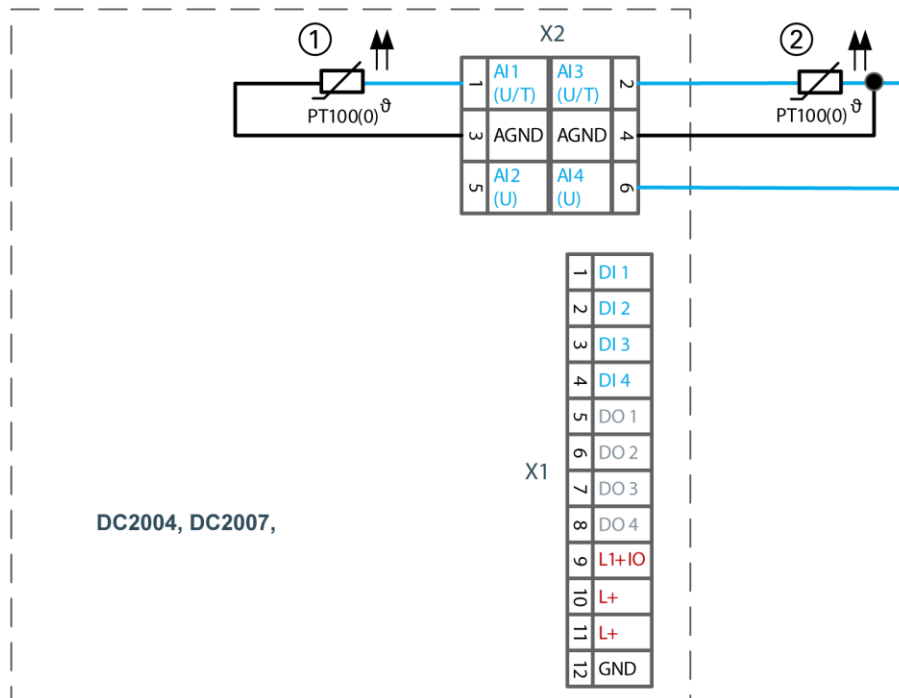 ① ②
X2
PT100(0) ϑ
PT100(0) ϑ
1 AI1 (U/T) AI3 (U/T) 2
3 AGND AGND 4
5 AI2 (U) AI4 (U) 6
1 DI 1
2 DI 2
3 DI 3
4 DI 4
5 DO 1
6 DO 2
X1
7 DO 3
8 DO 4
DC2004, DC2007,
9 L1+IO
10 L+
11 L+
12 GND